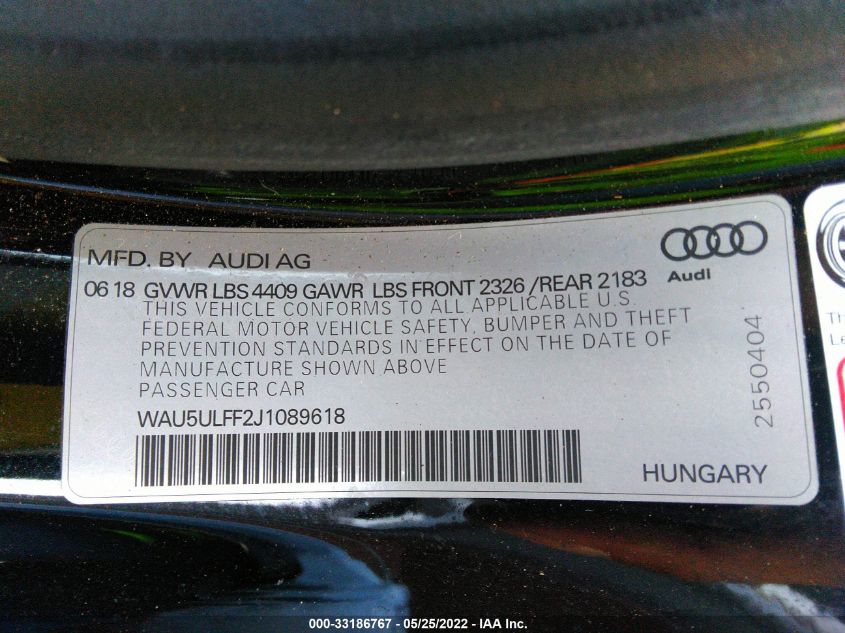 MFD. BY AUDI AG
Audi
06 18 GVWR LBS 4409 GAWR LBS FRONT 2326 /REAR 2183
THIS VEHICLE CONFORMS TO ALL APPLICABLE U.S.
FEDERAL MOTOR VEHICLE SAFETY, BUMPER AND THEFT
PREVENTION STANDARDS IN EFFECT ON THE DATE OF
MANUFACTURE SHOWN ABOVE
PASSENGER CAR
WAU5ULFF2J1089618
HUNGARY
2550404
Th
Le
000-33186767 - 05/25/2022 - IAA Inc.